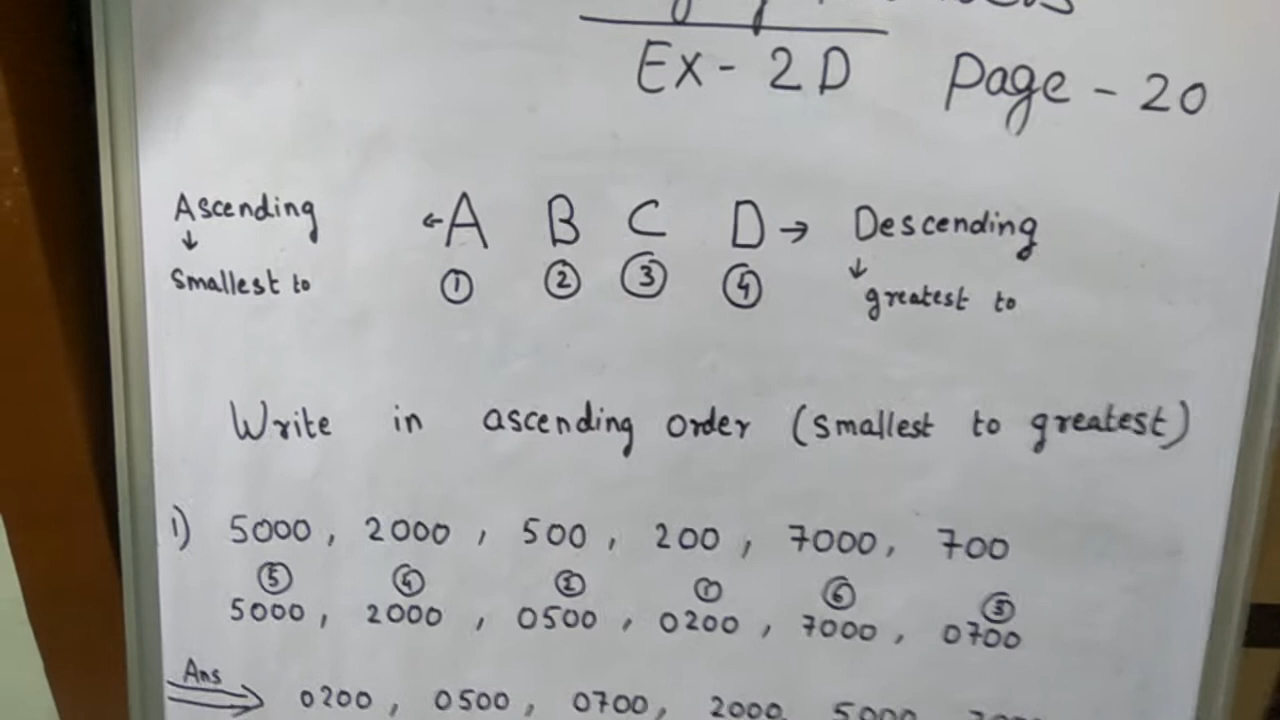 Ex - 2D Page - 20
Ascending ← A B C D → Descending
↓ ① ② ③ ④ ↓
Smallest to greatest to
Write in ascending order (smallest to greatest)
1) 5000, 2000, 500, 200, 7000, 700
⑤ ④ ② ① ⑥ ③
5000, 2000, 0500, 0200, 7000, 0700
Ans
0200, 0500, 0700, 2000, 5000